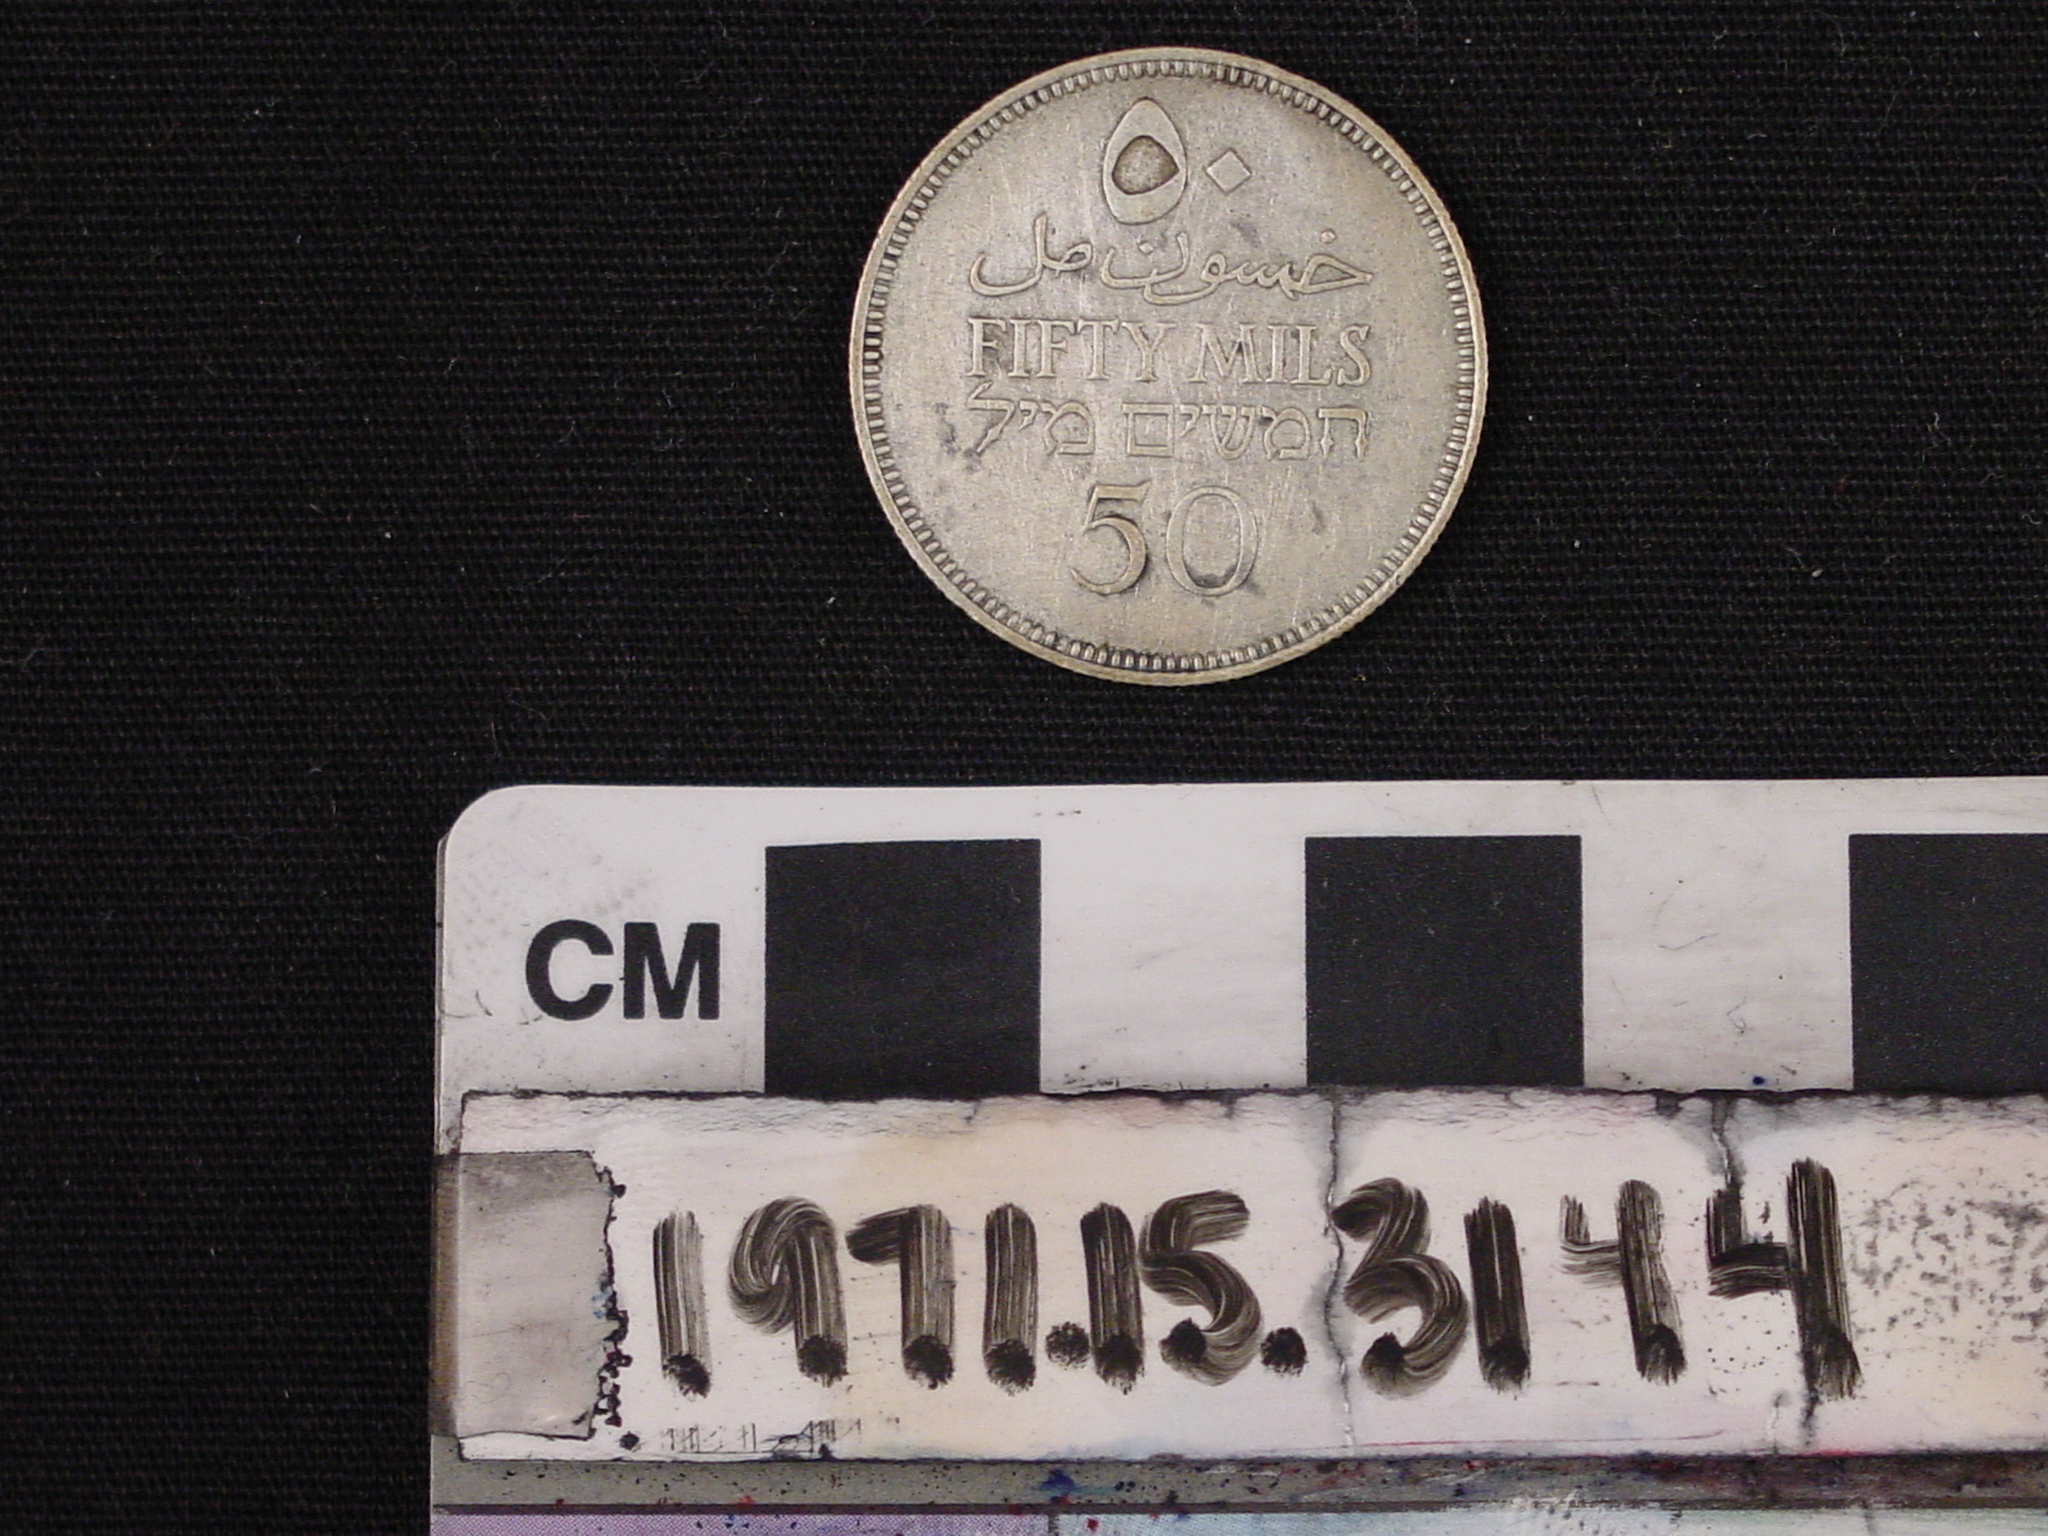 ٥٠
خمسون مل
FIFTY MILS
חמשים מיל
50
CM
1971.15.3144